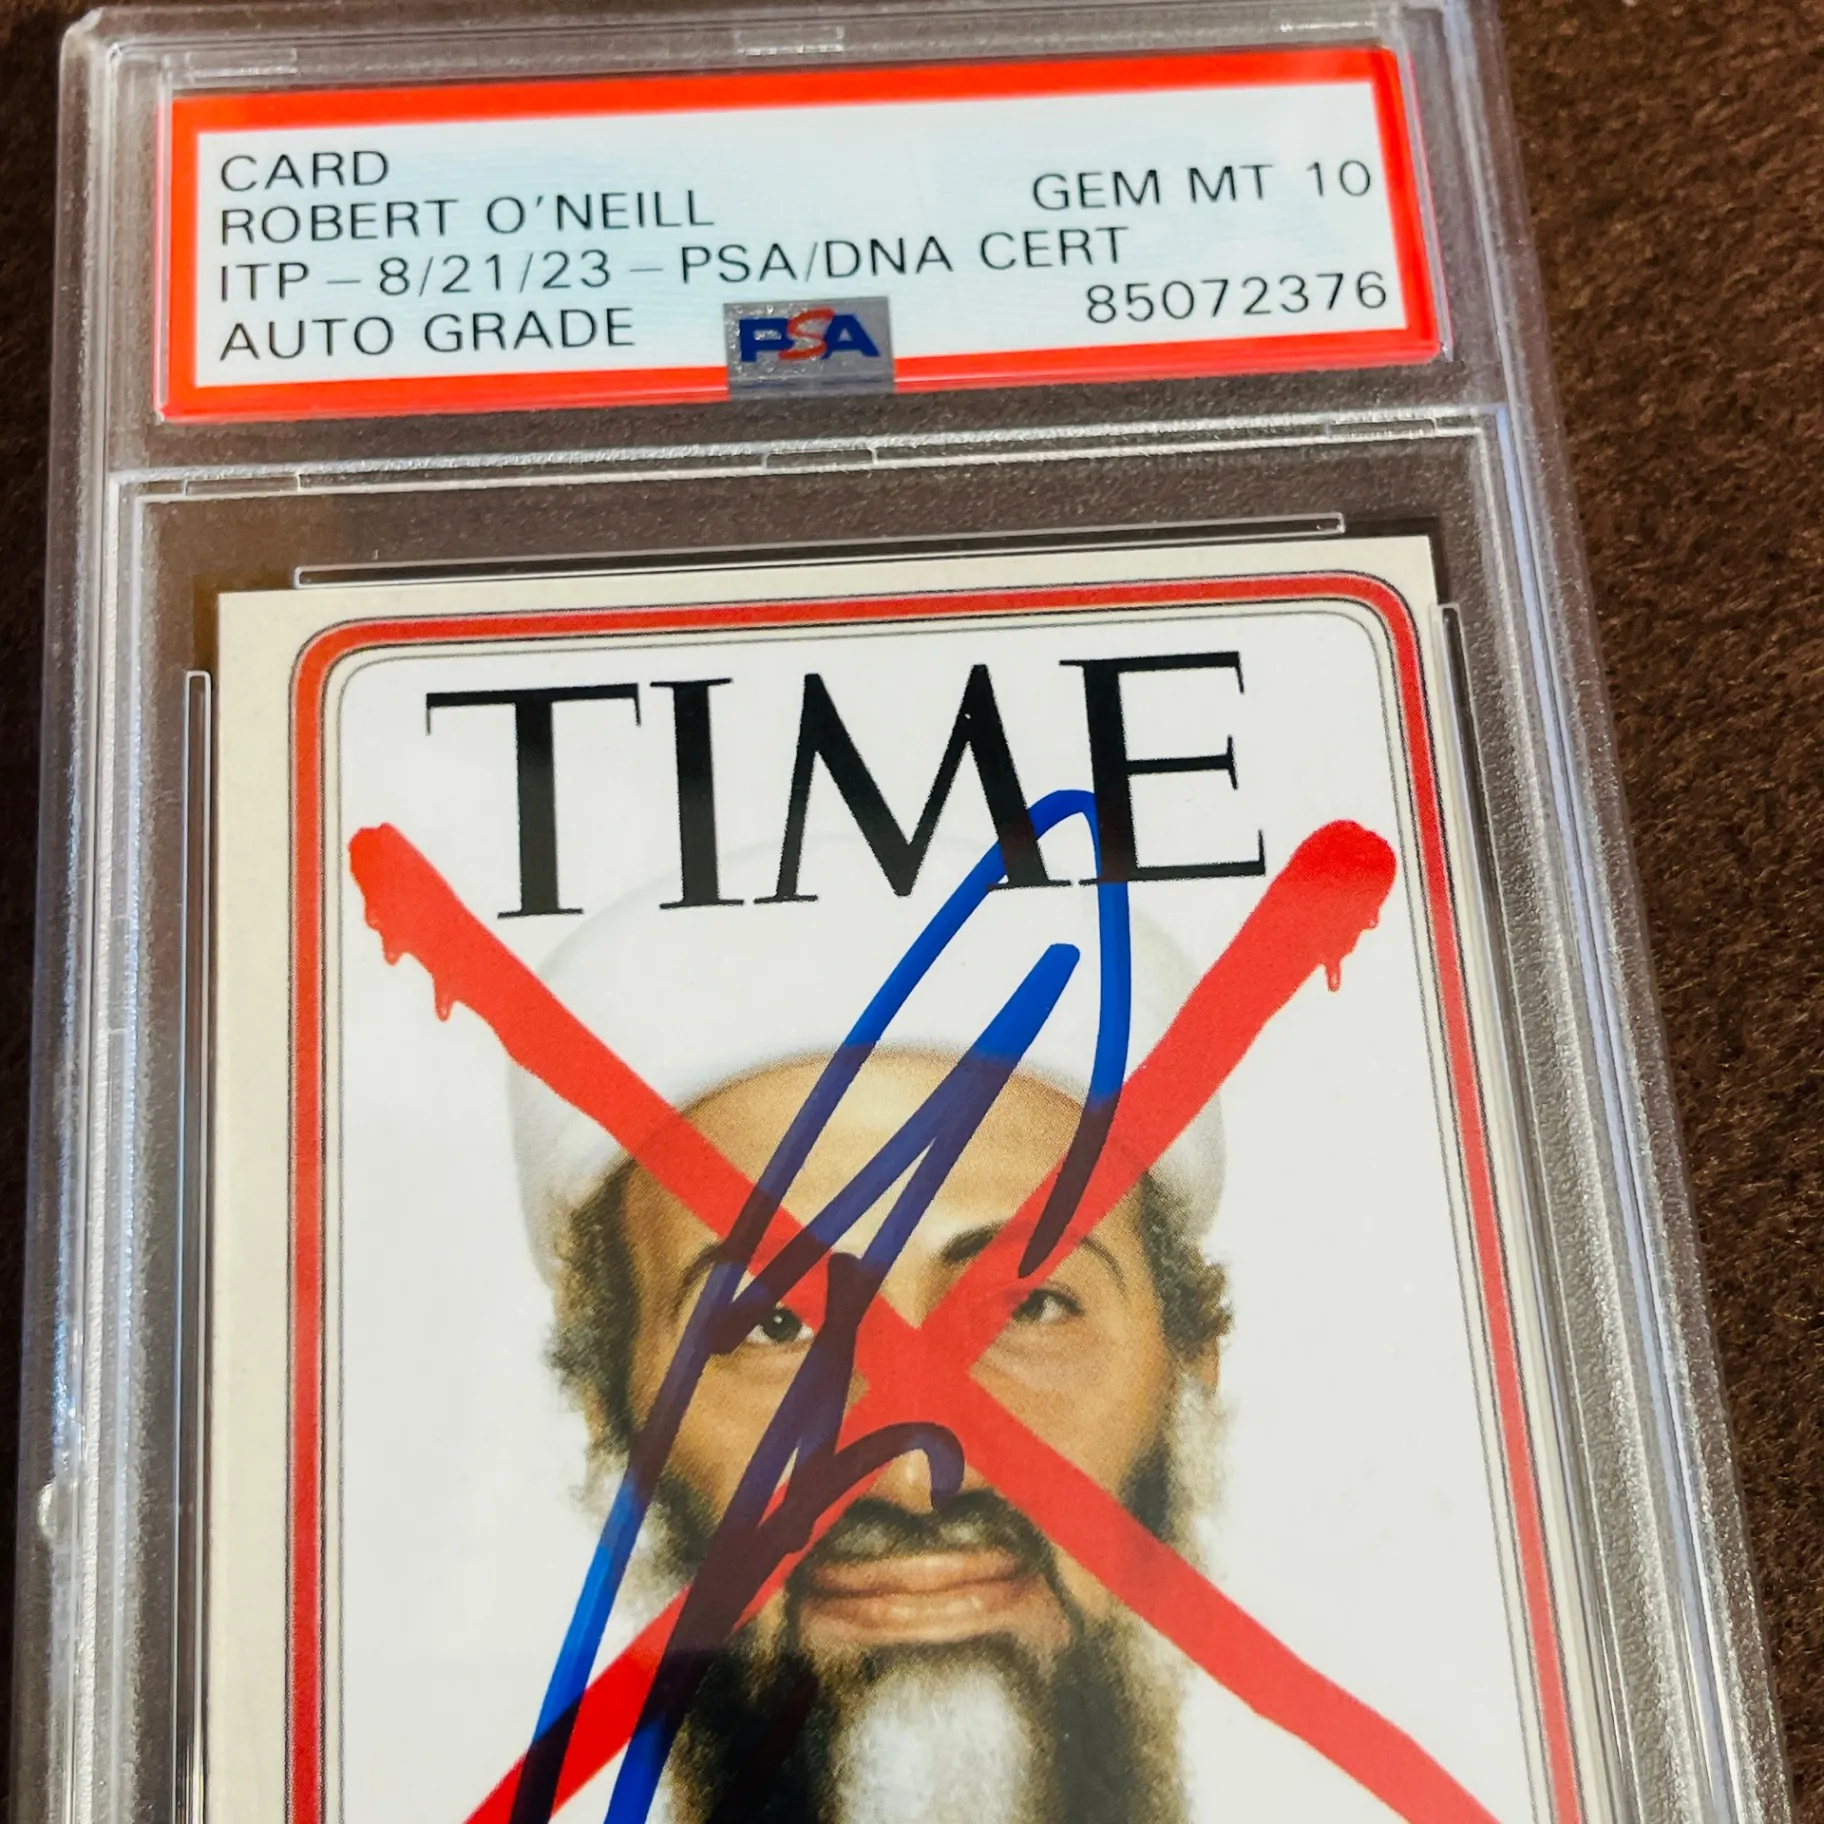 CARD
ROBERT O'NEILL
GEM MT 10
ITP – 8/21/23 – PSA/DNA CERT
AUTO GRADE
85072376
PSA
TIME